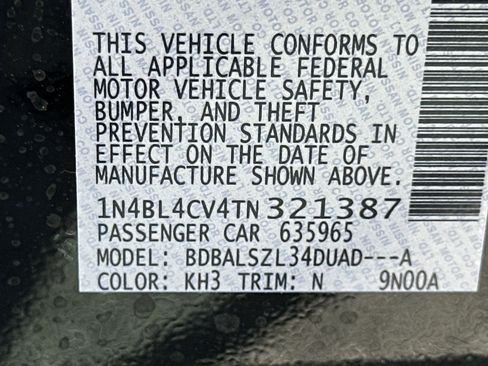 THIS VEHICLE CONFORMS TO
ALL APPLICABLE FEDERAL
MOTOR VEHICLE SAFETY,
BUMPER, AND THEFT
PREVENTION STANDARDS IN
EFFECT ON THE DATE OF
MANUFACTURE SHOWN ABOVE.
1N4BL4CV4TN321387
PASSENGER CAR 635965
MODEL: BDBALSZL34DUAD---A
COLOR: KH3 TRIM: N 9N00A